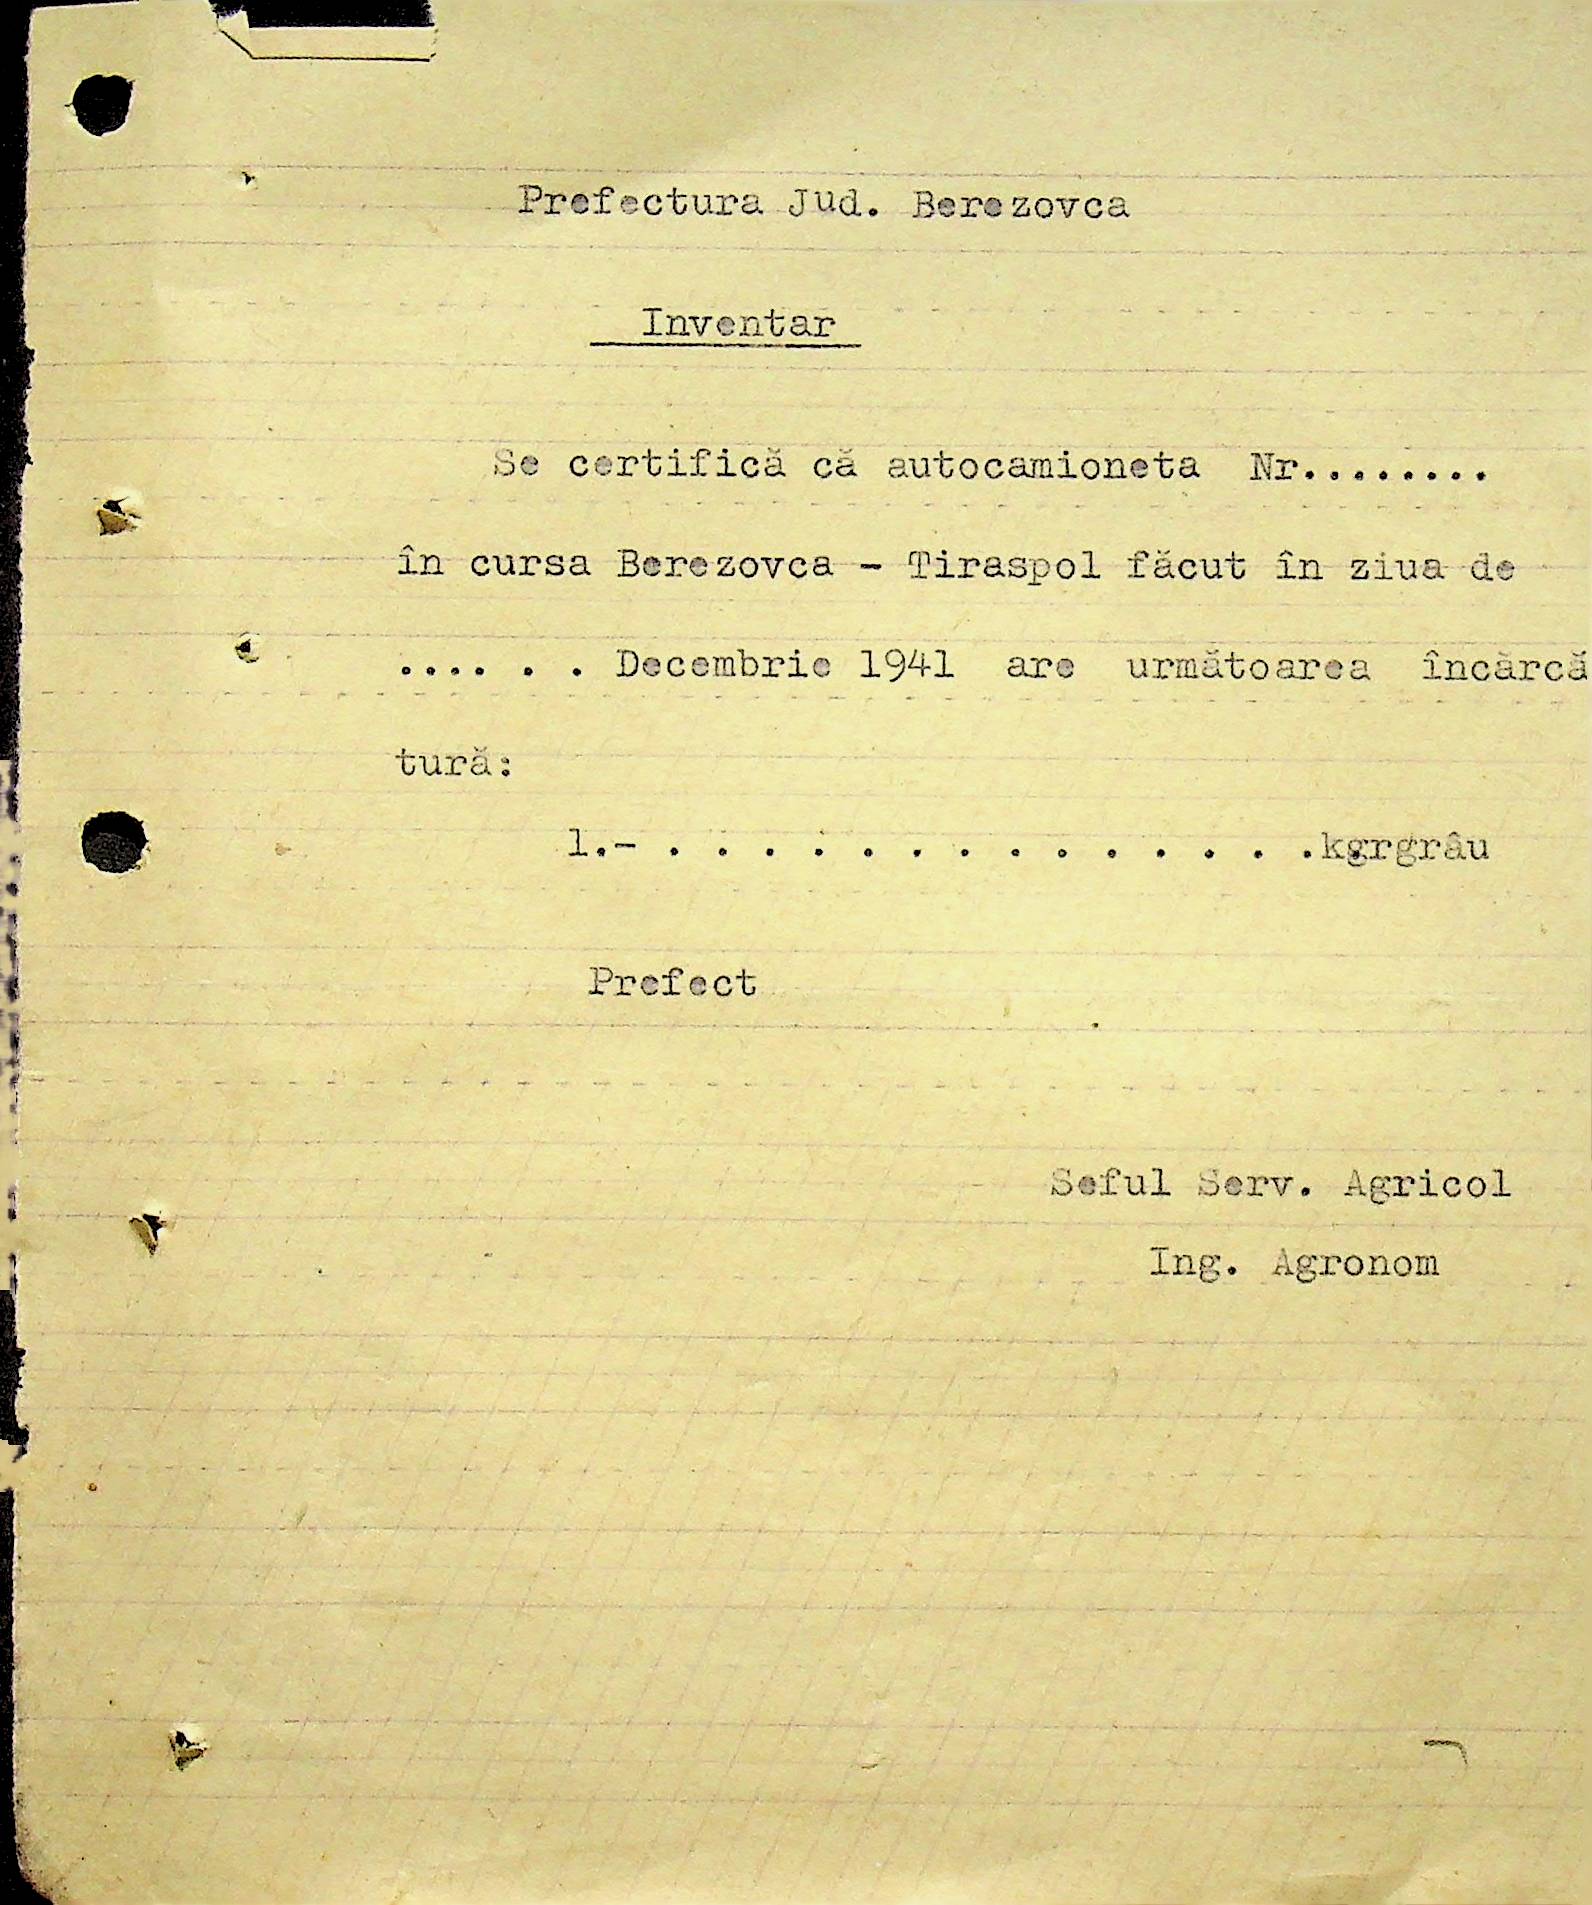 Prefectura Jud. Berezovca
Inventar
Se certifică că autocamioneta Nr........
în cursa Berezovca - Tiraspol făcut în ziua de
.... . . . Decembrie 1941 are următoarea încărcă
tură:
1.- . . . . . . . . . . . . . . kgrgrâu
Prefect
Seful Serv. Agricol
Ing. Agronom